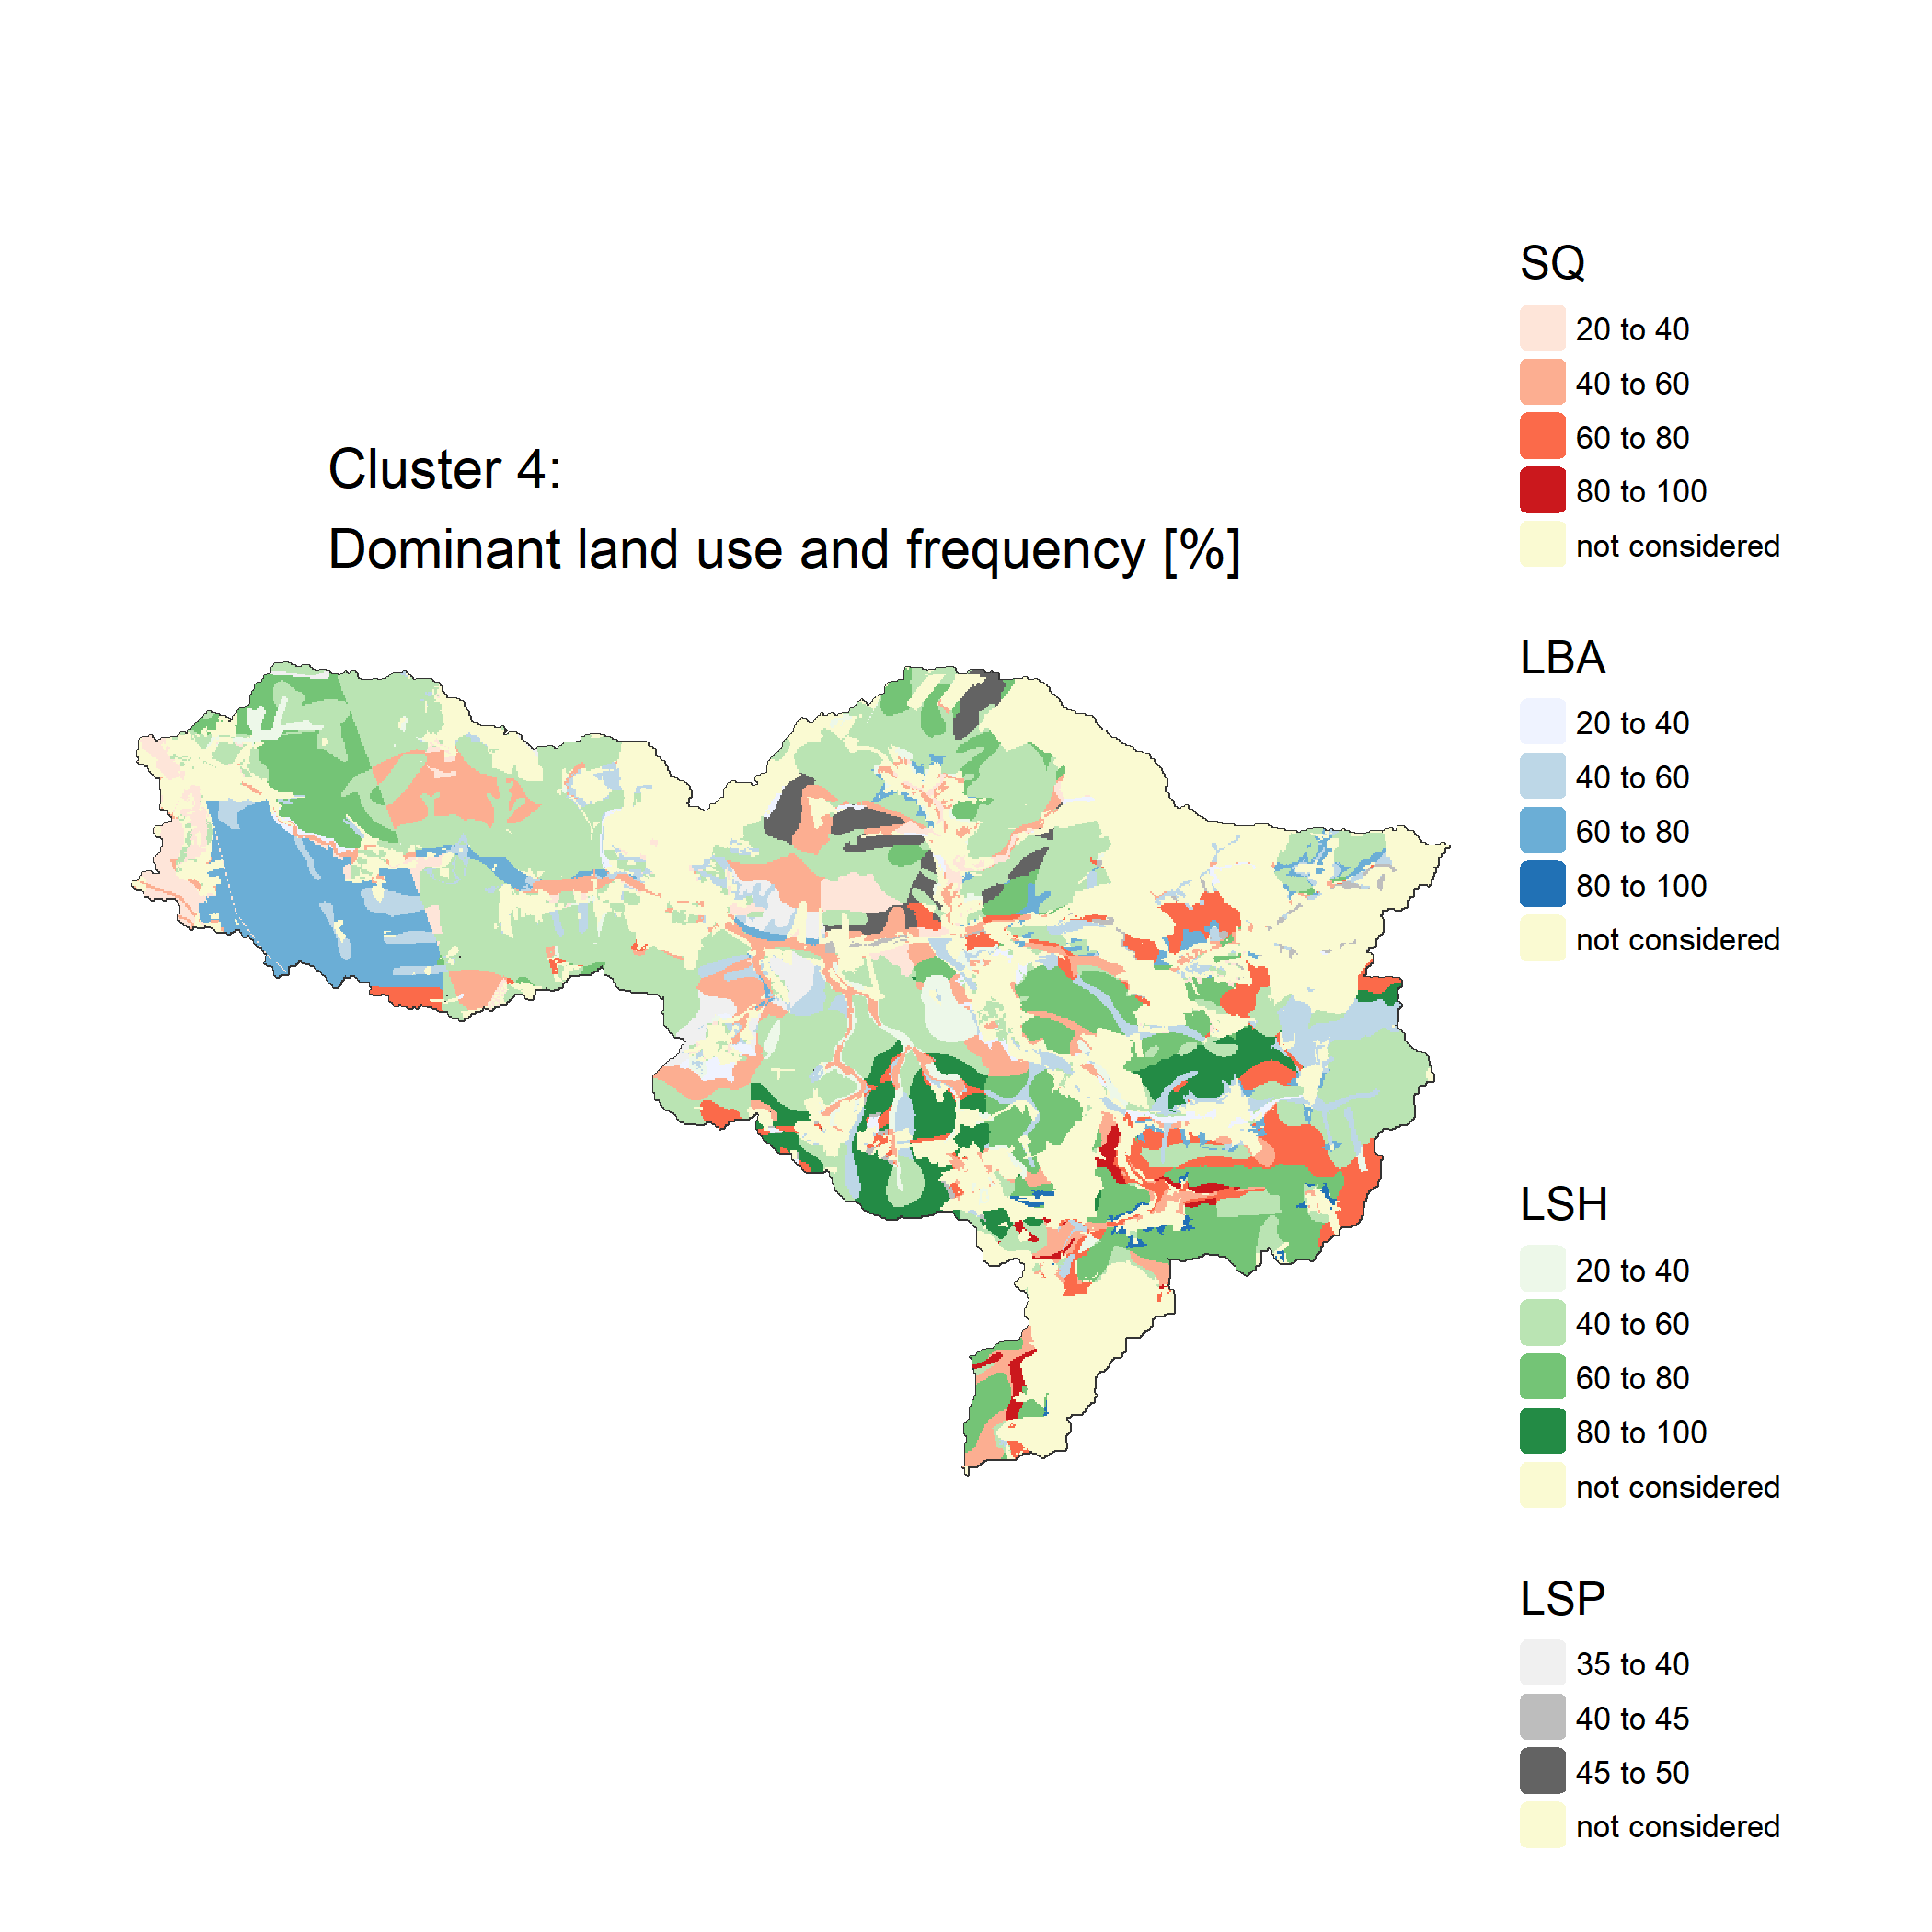 Cluster 4:
Dominant land use and frequency [%]
SQ
20 to 40
40 to 60
60 to 80
80 to 100
not considered
LBA
20 to 40
40 to 60
60 to 80
80 to 100
not considered
LSH
20 to 40
40 to 60
60 to 80
80 to 100
not considered
LSP
35 to 40
40 to 45
45 to 50
not considered